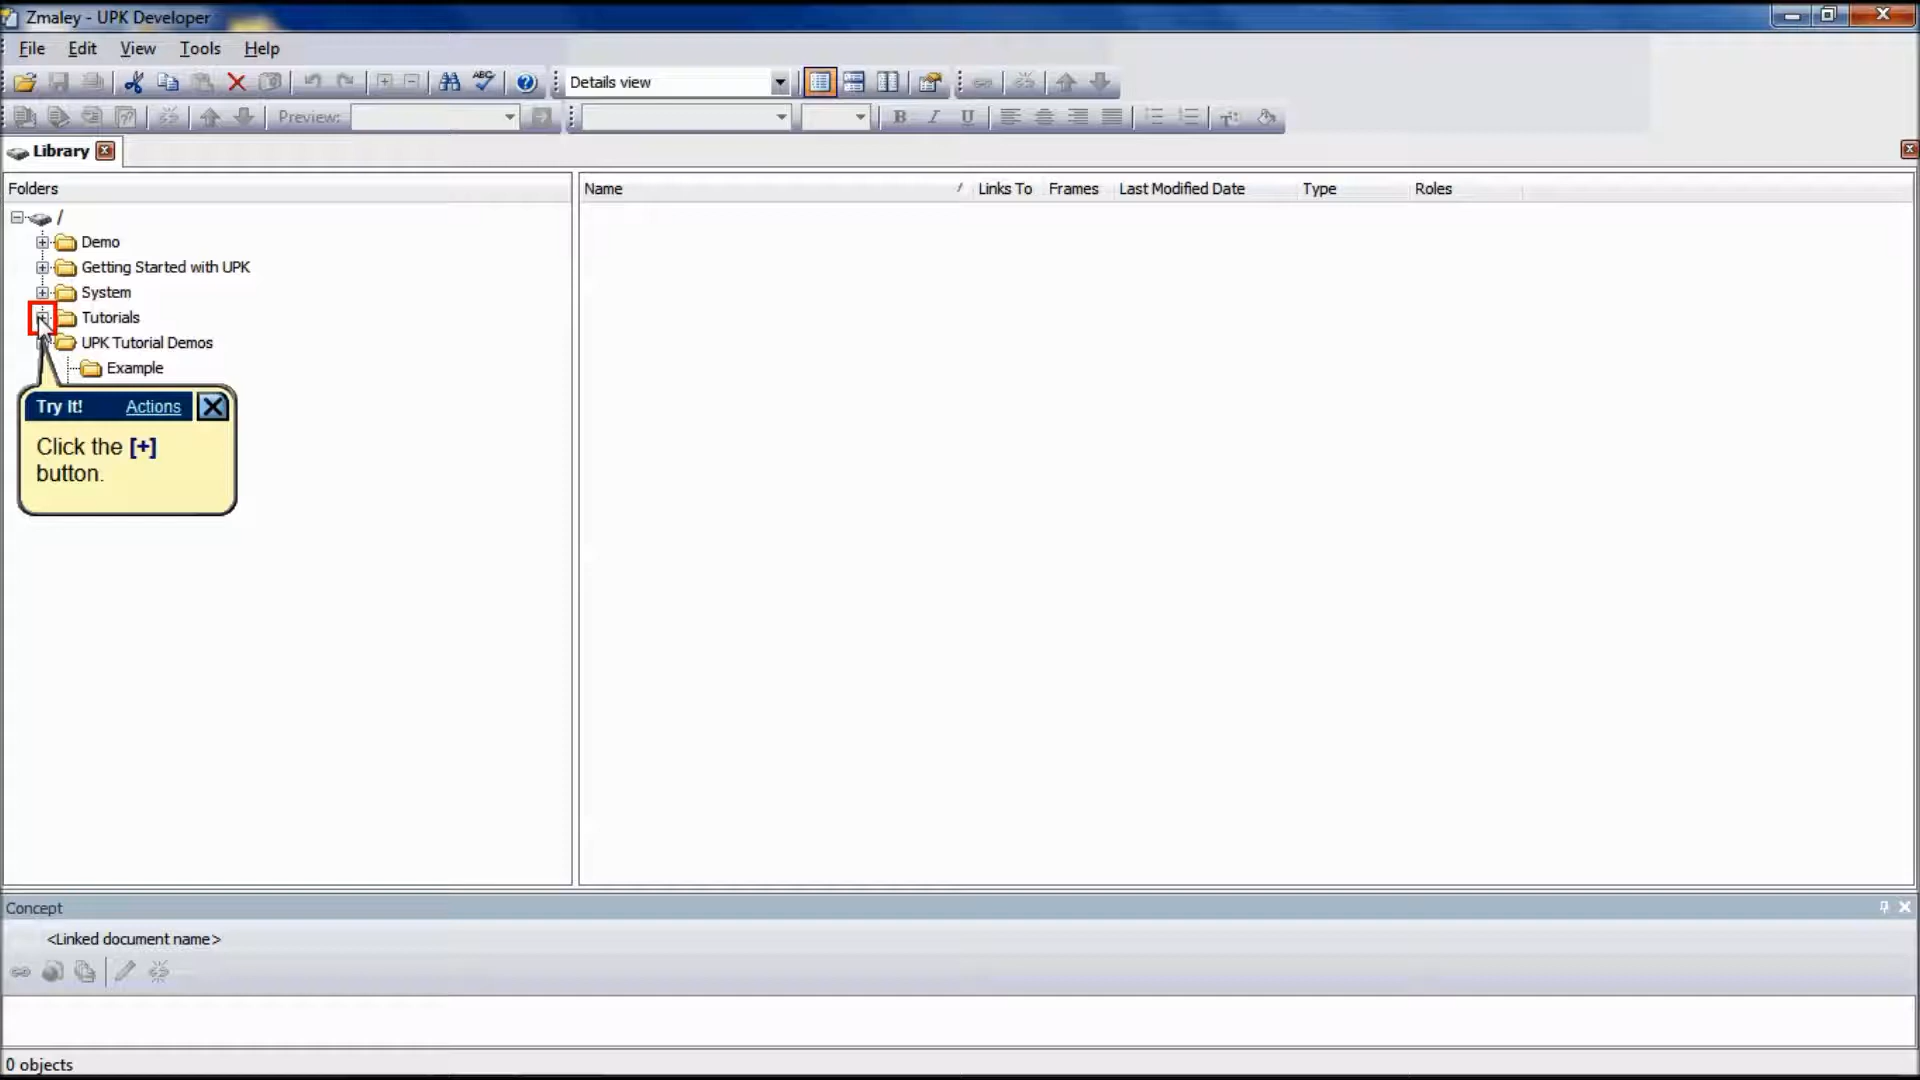 Zmaley - UPK Developer
File Edit View Tools Help
Details view
Preview:
Library
Folders
Name / Links To Frames Last Modified Date Type Roles
/
Demo
Getting Started with UPK
System
Tutorials
UPK Tutorial Demos
Example
Try It! Actions
Click the [+]
button.
Concept
<Linked document name>
0 objects